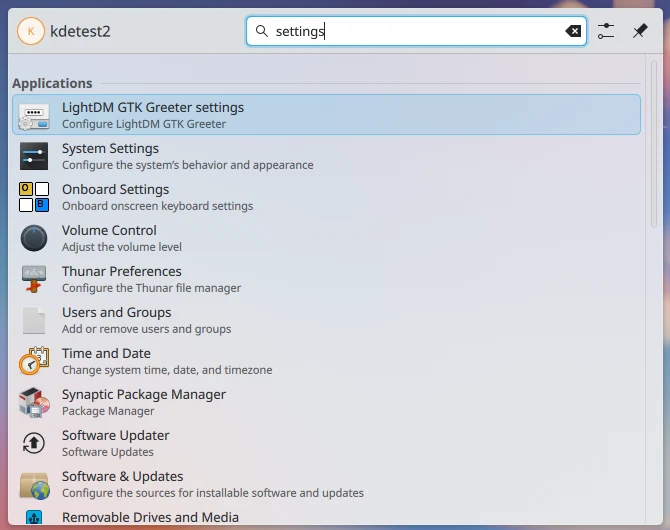 K
kdetest2
settings
Applications
LightDM GTK Greeter settings
Configure LightDM GTK Greeter
System Settings
Configure the system's behavior and appearance
O
B
Onboard Settings
Onboard onscreen keyboard settings
Volume Control
Adjust the volume level
Thunar Preferences
Configure the Thunar file manager
Users and Groups
Add or remove users and groups
Time and Date
Change system time, date, and timezone
Synaptic Package Manager
Package Manager
Software Updater
Software Updates
Software & Updates
Configure the sources for installable software and updates
Removable Drives and Media